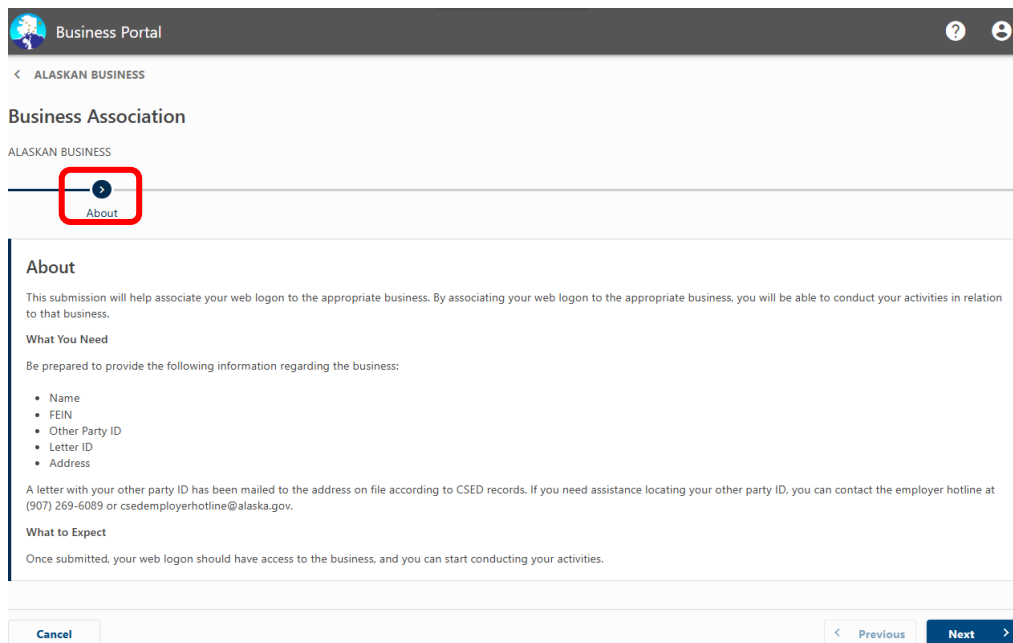 Business Portal
ALASKAN BUSINESS
Business Association
ALASKAN BUSINESS
About
About
This submission will help associate your web logon to the appropriate business. By associating your web logon to the appropriate business, you will be able to conduct your activities in relation
to that business.
What You Need
Be prepared to provide the following information regarding the business:
• Name
• FEIN
• Other Party ID
• Letter ID
• Address
A letter with your other party ID has been mailed to the address on file according to CSED records. If you need assistance locating your other party ID, you can contact the employer hotline at
(907) 269-6089 or csedemployerhotline@alaska.gov.
What to Expect
Once submitted, your web logon should have access to the business, and you can start conducting your activities.
Cancel
Previous
Next